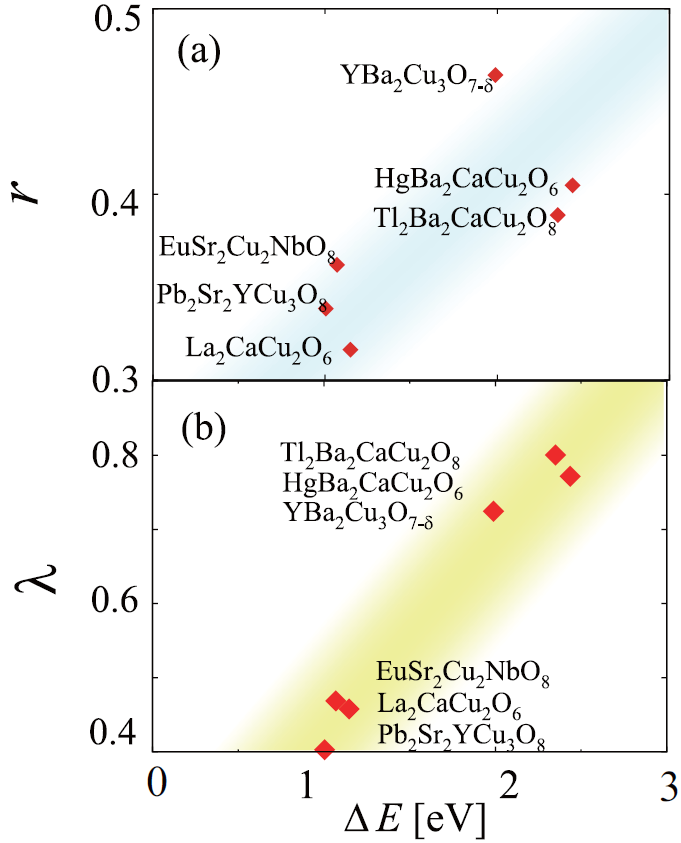 0.5
(a)
YBa₂Cu₃O₇₋δ
r
HgBa₂CaCu₂O₆
0.4
Tl₂Ba₂CaCu₂O₈
EuSr₂Cu₂NbO₈
Pb₂Sr₂YCu₃O₈
La₂CaCu₂O₆
0.3
(b)
Tl₂Ba₂CaCu₂O₈
0.8
HgBa₂CaCu₂O₆
YBa₂Cu₃O₇₋δ
λ
0.6
EuSr₂Cu₂NbO₈
La₂CaCu₂O₆
Pb₂Sr₂YCu₃O₈
0.4
0 1 2 3
ΔE [eV]